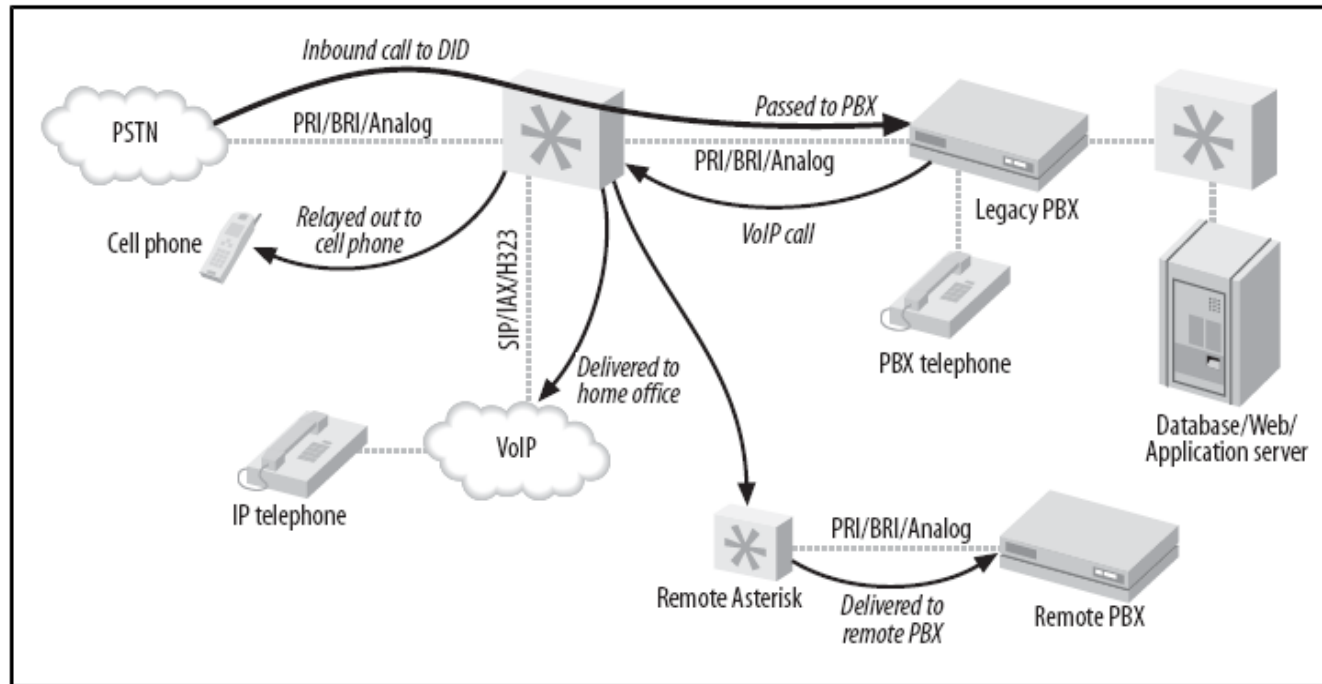 Inbound call to DID
PSTN
PRI/BRI/Analog
Passed to PBX
PRI/BRI/Analog
Legacy PBX
VoIP call
Cell phone
Relayed out to
cell phone
SIP/IAX/H323
PBX telephone
Delivered to
home office
Database/Web/
Application server
VoIP
IP telephone
PRI/BRI/Analog
Remote Asterisk
Delivered to
remote PBX
Remote PBX